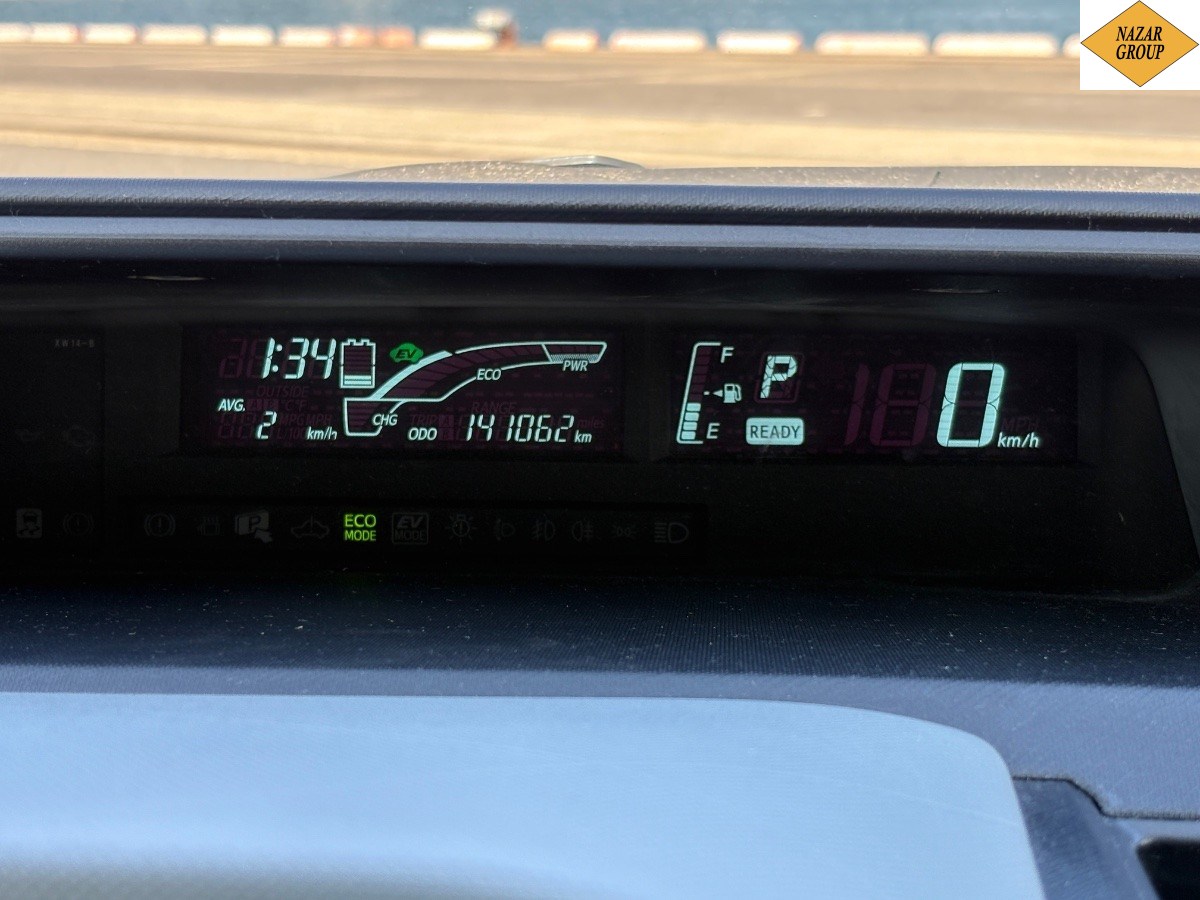 NAZAR
GROUP
1:34
EV
PWR
ECO
CHG
AVG.
2 km/h
ODO 141062 km
F
E
P
READY
0 km/h
P
ECO
MODE
EV
MODE